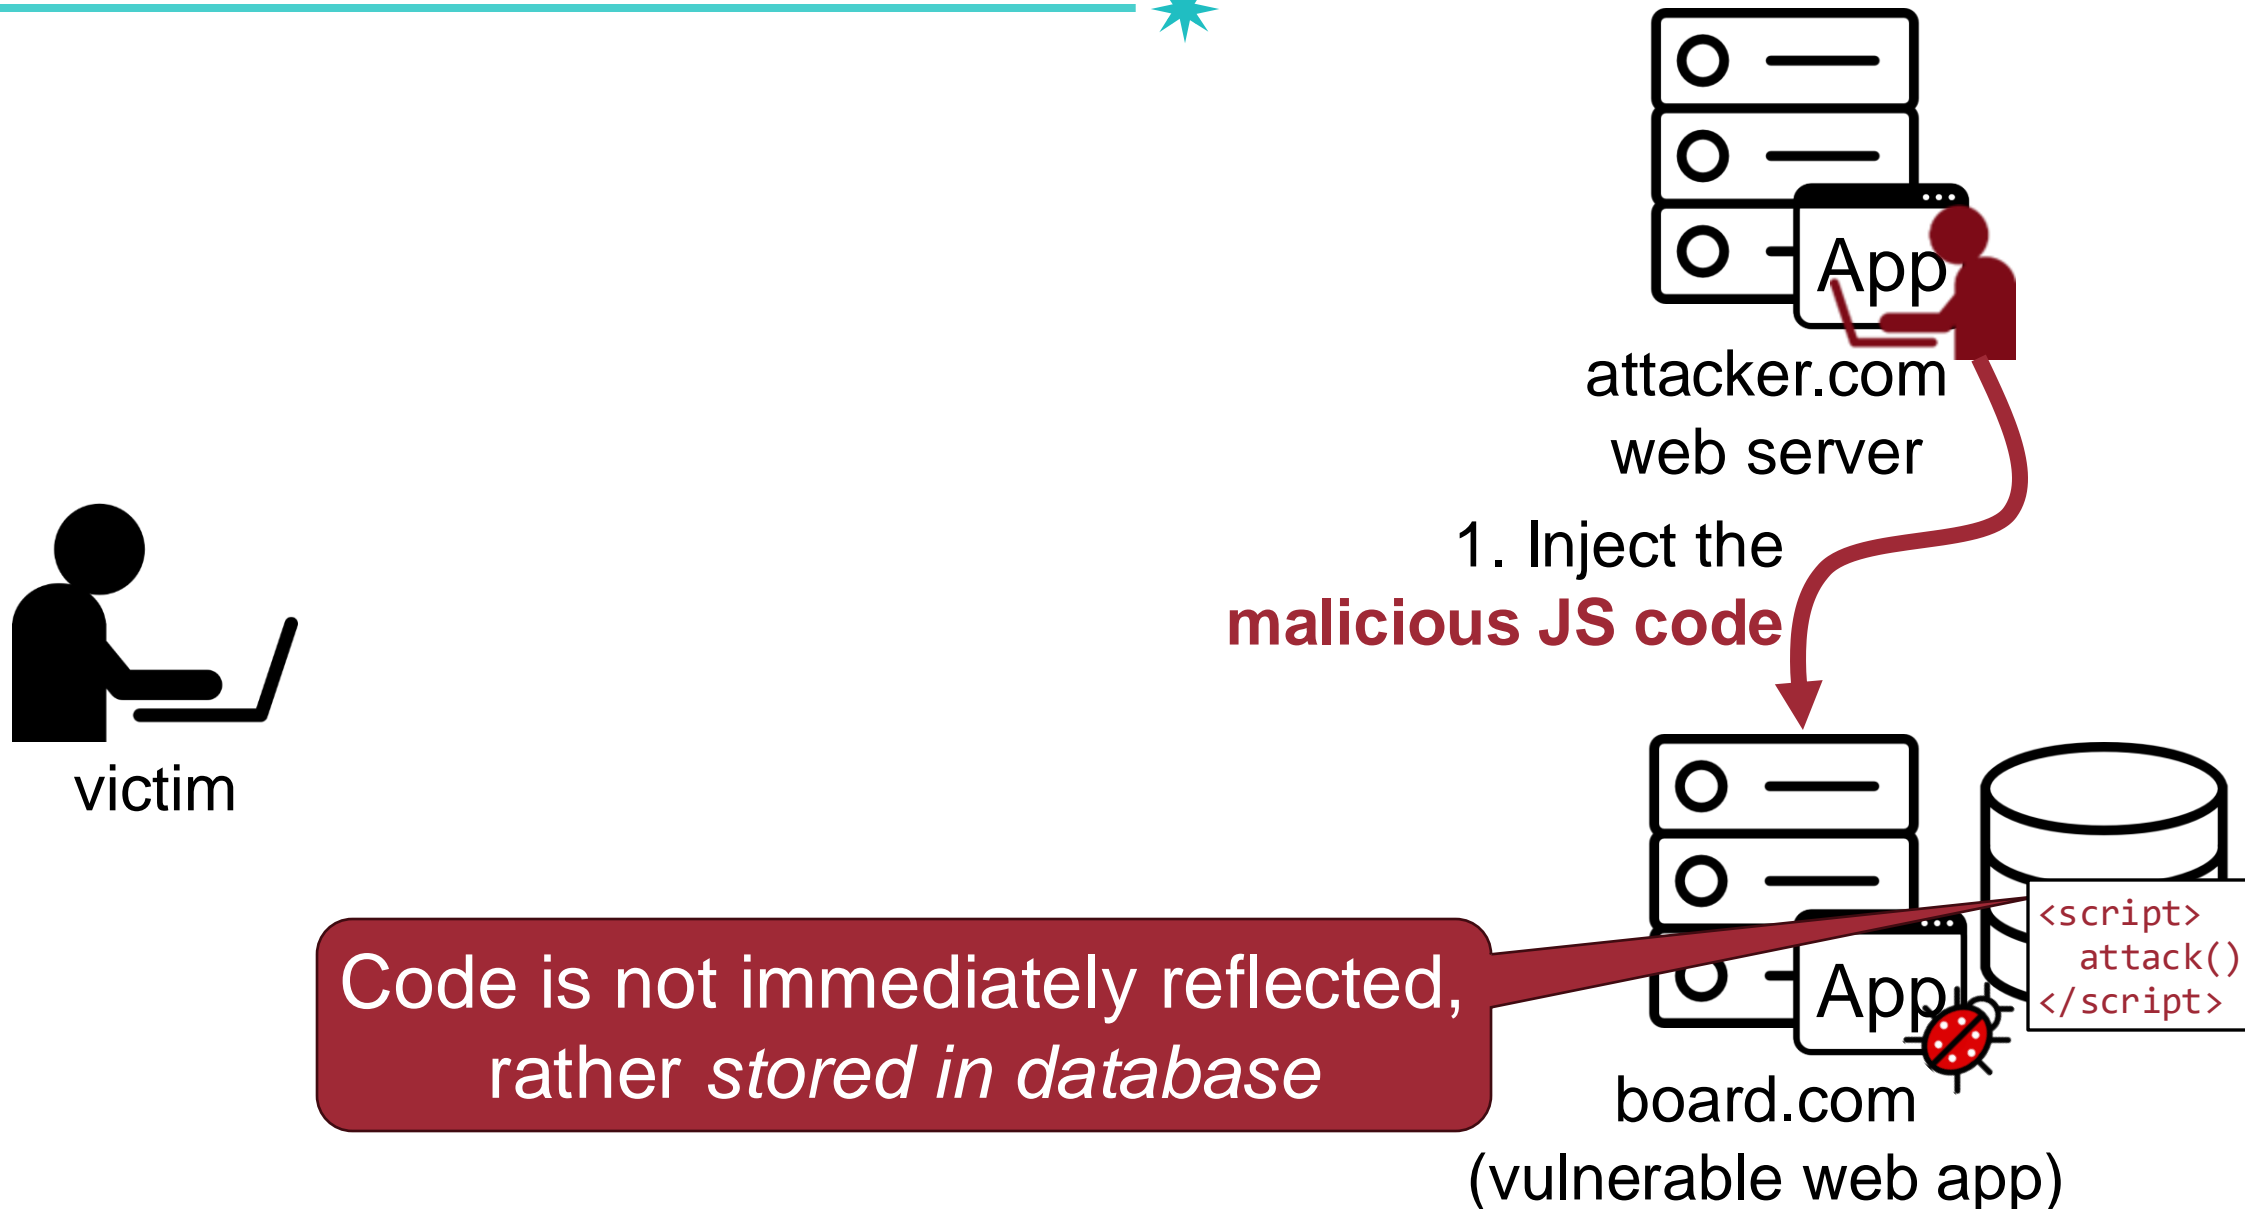 App
attacker.com
web server
1. Inject the
malicious JS code
victim
<script>
attack()
</script>
Code is not immediately reflected,
rather stored in database
App
board.com
(vulnerable web app)